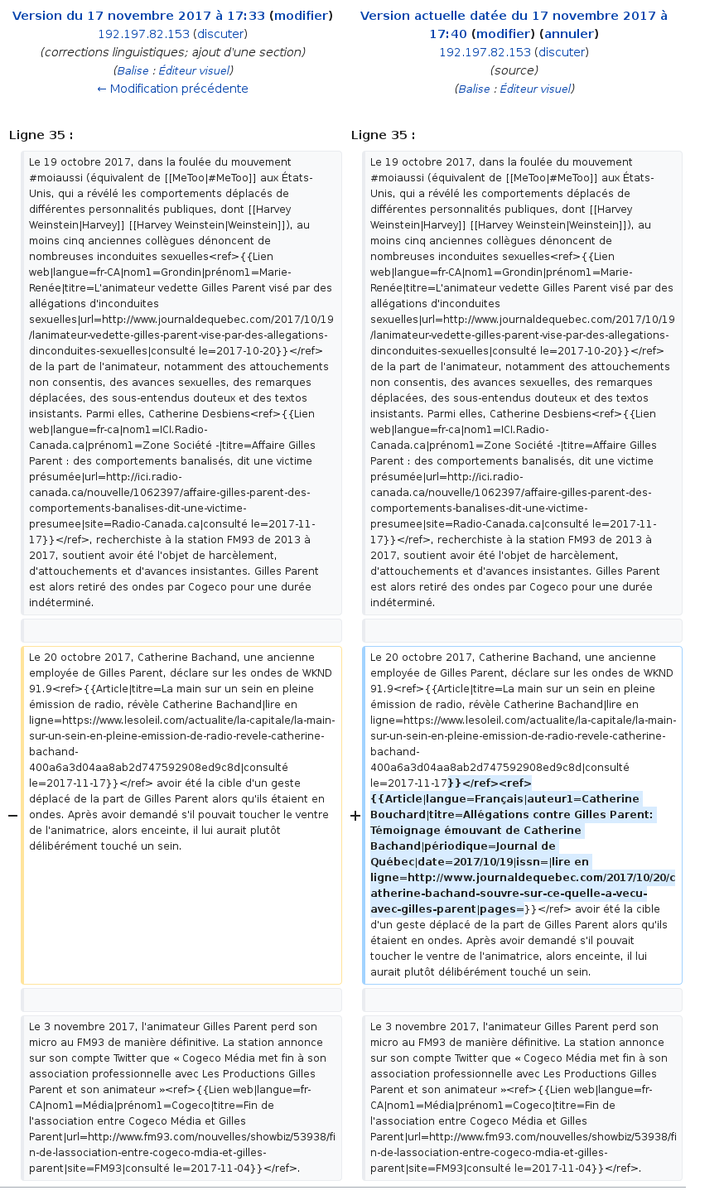 Version du 17 novembre 2017 à 17:33 (modifier)
192.197.82.153 (discuter)
(corrections linguistiques; ajout d'une section)
(Balise : Éditeur visuel)
← Modification précédente
Version actuelle datée du 17 novembre 2017 à
17:40 (modifier) (annuler)
192.197.82.153 (discuter)
(source)
(Balise : Éditeur visuel)
Ligne 35 :
Ligne 35 :
Le 19 octobre 2017, dans la foulée du mouvement
#moiaussi (équivalent de [[MeToo|#MeToo]] aux États-
Unis, qui a révélé les comportements déplacés de
différentes personnalités publiques, dont [[Harvey
Weinstein|Harvey]] [[Harvey Weinstein|Weinstein]]), au
moins cinq anciennes collègues dénoncent de
nombreuses inconduites sexuelles<ref>{{Lien
web|langue=fr-CA|nom1=Grondin|prénom1=Marie-
Renée|titre=L'animateur vedette Gilles Parent visé par des
allégations d'inconduites
sexuelles|url=http://www.journaldequebec.com/2017/10/19
/lanimateur-vedette-gilles-parent-vise-par-des-allegations-
dinconduites-sexuelles|consulté le=2017-10-20}}</ref>
de la part de l'animateur, notamment des attouchements
non consentis, des avances sexuelles, des remarques
déplacées, des sous-entendus douteux et des textos
insistants. Parmi elles, Catherine Desbiens<ref>{{Lien
web|langue=fr-ca|nom1=ICI.Radio-
Canada.ca|prénom1=Zone Société -|titre=Affaire Gilles
Parent : des comportements banalisés, dit une victime
présumée|url=http://ici.radio-
canada.ca/nouvelle/1062397/affaire-gilles-parent-des-
comportements-banalises-dit-une-victime-
presumee|site=Radio-Canada.ca|consulté le=2017-11-
17}}</ref>, recherchiste à la station FM93 de 2013 à
2017, soutient avoir été l'objet de harcèlement,
d'attouchements et d'avances insistantes. Gilles Parent
est alors retiré des ondes par Cogeco pour une durée
indéterminé.
Le 19 octobre 2017, dans la foulée du mouvement
#moiaussi (équivalent de [[MeToo|#MeToo]] aux États-
Unis, qui a révélé les comportements déplacés de
différentes personnalités publiques, dont [[Harvey
Weinstein|Harvey]] [[Harvey Weinstein|Weinstein]]), au
moins cinq anciennes collègues dénoncent de
nombreuses inconduites sexuelles<ref>{{Lien
web|langue=fr-CA|nom1=Grondin|prénom1=Marie-
Renée|titre=L'animateur vedette Gilles Parent visé par des
allégations d'inconduites
sexuelles|url=http://www.journaldequebec.com/2017/10/19
/lanimateur-vedette-gilles-parent-vise-par-des-allegations-
dinconduites-sexuelles|consulté le=2017-10-20}}</ref>
de la part de l'animateur, notamment des attouchements
non consentis, des avances sexuelles, des remarques
déplacées, des sous-entendus douteux et des textos
insistants. Parmi elles, Catherine Desbiens<ref>{{Lien
web|langue=fr-ca|nom1=ICI.Radio-
Canada.ca|prénom1=Zone Société -|titre=Affaire Gilles
Parent : des comportements banalisés, dit une victime
présumée|url=http://ici.radio-
canada.ca/nouvelle/1062397/affaire-gilles-parent-des-
comportements-banalises-dit-une-victime-
presumee|site=Radio-Canada.ca|consulté le=2017-11-
17}}</ref>, recherchiste à la station FM93 de 2013 à
2017, soutient avoir été l'objet de harcèlement,
d'attouchements et d'avances insistantes. Gilles Parent
est alors retiré des ondes par Cogeco pour une durée
indéterminé.
−
Le 20 octobre 2017, Catherine Bachand, une ancienne
employée de Gilles Parent, déclare sur les ondes de WKND
91.9<ref>{{Article|titre=La main sur un sein en pleine
émission de radio, révèle Catherine Bachand|lire en
ligne=https://www.lesoleil.com/actualite/la-capitale/la-main-
sur-un-sein-en-pleine-emission-de-radio-revele-catherine-
bachand-
400a6a3d04aa8ab2d747592908ed9c8d|consulté
le=2017-11-17}}</ref> avoir été la cible d'un geste
déplacé de la part de Gilles Parent alors qu'ils étaient en
ondes. Après avoir demandé s'il pouvait toucher le ventre
de l'animatrice, alors enceinte, il lui aurait plutôt
délibérément touché un sein.
+
Le 20 octobre 2017, Catherine Bachand, une ancienne
employée de Gilles Parent, déclare sur les ondes de WKND
91.9<ref>{{Article|titre=La main sur un sein en pleine
émission de radio, révèle Catherine Bachand|lire en
ligne=https://www.lesoleil.com/actualite/la-capitale/la-main-
sur-un-sein-en-pleine-emission-de-radio-revele-catherine-
bachand-
400a6a3d04aa8ab2d747592908ed9c8d|consulté
le=2017-11-17}}</ref><ref>
{{Article|langue=Français|auteur1=Catherine
Bouchard|titre=Allégations contre Gilles Parent:
Témoignage émouvant de Catherine
Bachand|périodique=Journal de
Québec|date=2017/10/19|issn=|lire en
ligne=http://www.journaldequebec.com/2017/10/20/c
atherine-bachand-souvre-sur-ce-quelle-a-vecu-
avec-gilles-parent|pages=}}</ref> avoir été la cible
d'un geste déplacé de la part de Gilles Parent alors qu'ils
étaient en ondes. Après avoir demandé s'il pouvait
toucher le ventre de l'animatrice, alors enceinte, il lui
aurait plutôt délibérément touché un sein.
Le 3 novembre 2017, l'animateur Gilles Parent perd son
micro au FM93 de manière définitive. La station annonce
sur son compte Twitter que « Cogeco Média met fin à son
association professionnelle avec Les Productions Gilles
Parent et son animateur »<ref>{{Lien web|langue=fr-
CA|nom1=Média|prénom1=Cogeco|titre=Fin de
l'association entre Cogeco Média et Gilles
Parent|url=http://www.fm93.com/nouvelles/showbiz/53938/fi
n-de-lassociation-entre-cogeco-mdia-et-gilles-
parent|site=FM93|consulté le=2017-11-04}}</ref>.
Le 3 novembre 2017, l'animateur Gilles Parent perd son
micro au FM93 de manière définitive. La station annonce
sur son compte Twitter que « Cogeco Média met fin à son
association professionnelle avec Les Productions Gilles
Parent et son animateur »<ref>{{Lien web|langue=fr-
CA|nom1=Média|prénom1=Cogeco|titre=Fin de
l'association entre Cogeco Média et Gilles
Parent|url=http://www.fm93.com/nouvelles/showbiz/53938/fi
n-de-lassociation-entre-cogeco-mdia-et-gilles-
parent|site=FM93|consulté le=2017-11-04}}</ref>.